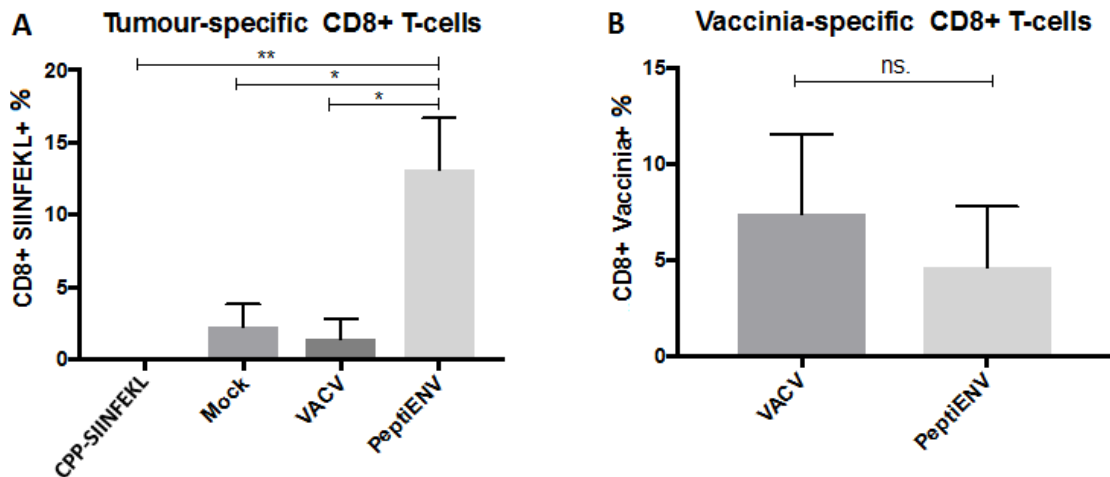 A
Tumour-specific CD8+ T-cells
**
*
*
CD8+ SIINFEKL+ %
20
15
10
5
0
CPP-SIINFEKL
Mock
VACV
PeptiENV
B
Vaccinia-specific CD8+ T-cells
ns.
CD8+ Vaccinia+ %
15
10
5
0
VACV
PeptiENV